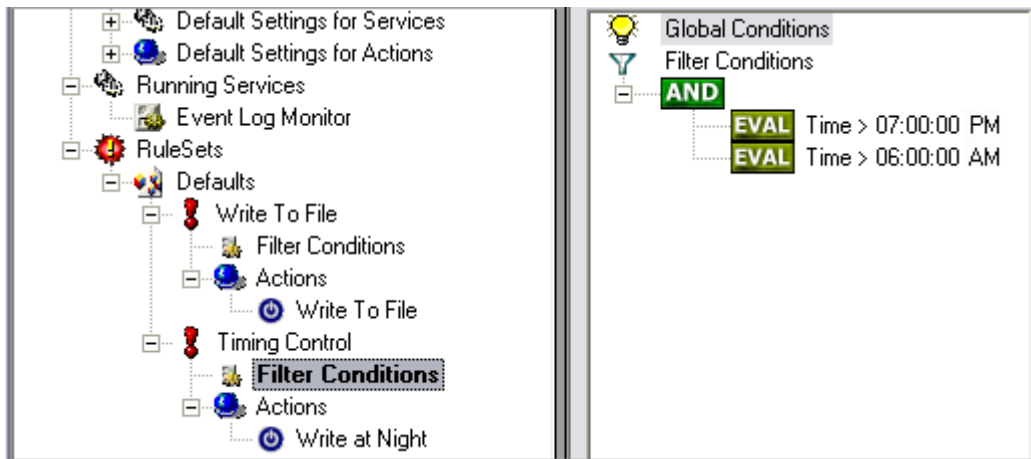 Default Settings for Services
Default Settings for Actions
Running Services
Event Log Monitor
RuleSets
Defaults
Write To File
Filter Conditions
Actions
Write To File
Timing Control
Filter Conditions
Actions
Write at Night
Global Conditions
Filter Conditions
AND
EVAL Time > 07:00:00 PM
EVAL Time > 06:00:00 AM